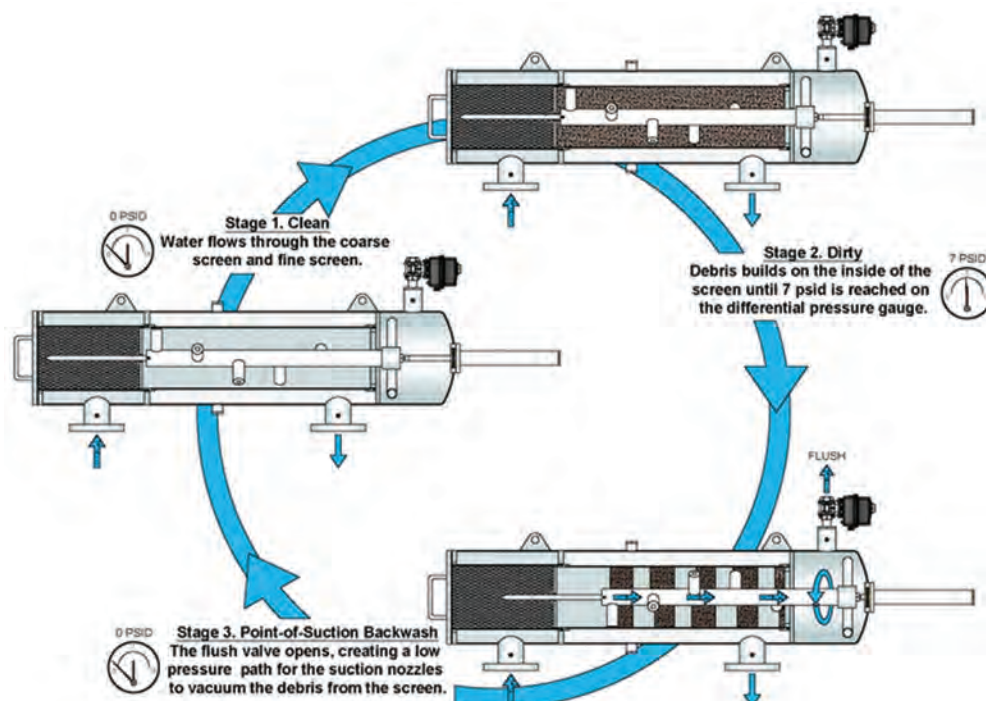 0 PSID
Stage 1. Clean
Water flows through the coarse
screen and fine screen.
Stage 2. Dirty
Debris builds on the inside of the
screen until 7 psid is reached on
the differential pressure gauge.
7 PSID
FLUSH
0 PSID
Stage 3. Point-of-Suction Backwash
The flush valve opens, creating a low
pressure path for the suction nozzles
to vacuum the debris from the screen.